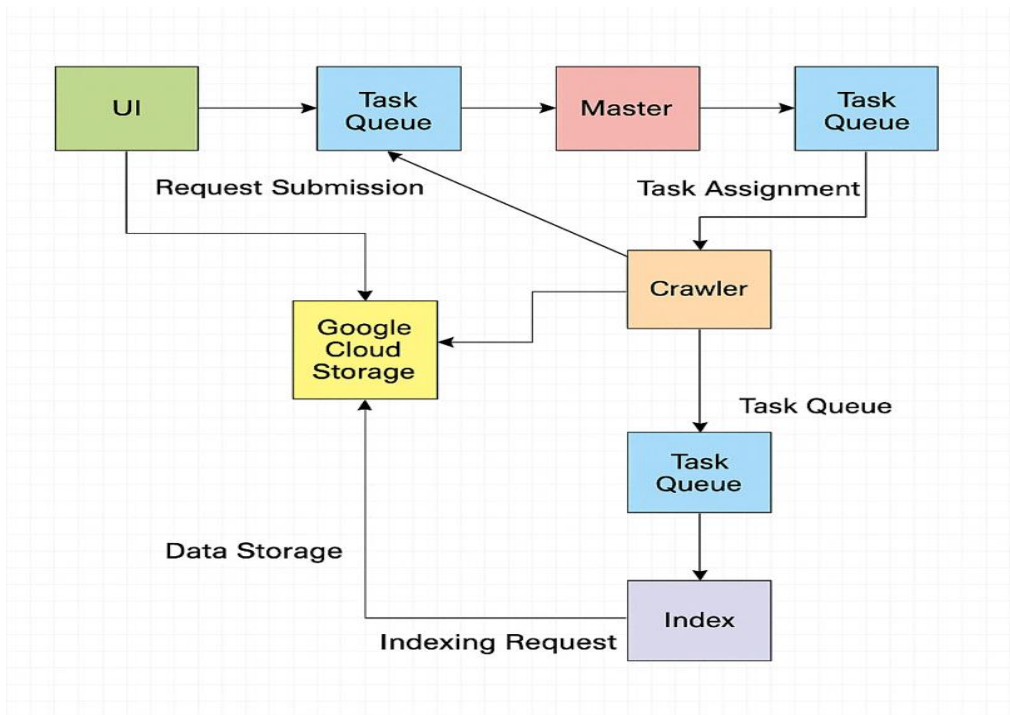 UI
Task
Queue
Master
Task
Queue
Request Submission
Task Assignment
Crawler
Google
Cloud
Storage
Task Queue
Task
Queue
Data Storage
Index
Indexing Request